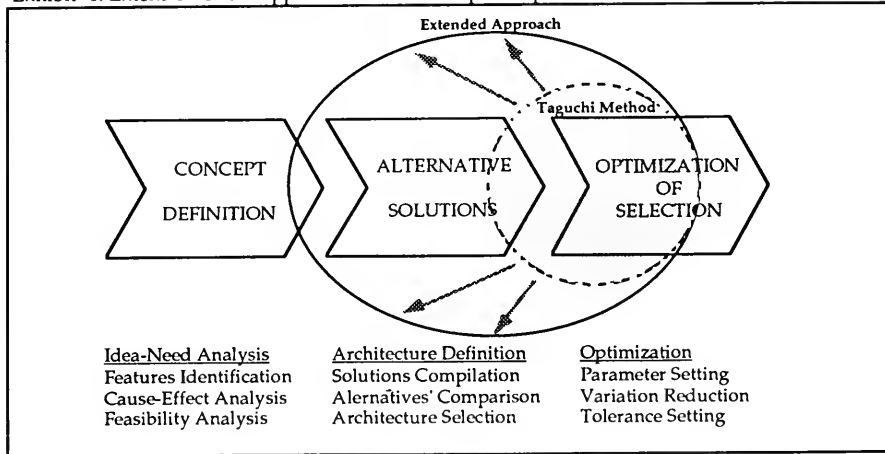 Extended Approach
Taguchi Method
CONCEPT
DEFINITION
ALTERNATIVE
SOLUTIONS
OPTIMIZATION
OF
SELECTION
Idea-Need Analysis
Features Identification
Cause-Effect Analysis
Feasibility Analysis
Architecture Definition
Solutions Compilation
Alernatives' Comparison
Architecture Selection
Optimization
Parameter Setting
Variation Reduction
Tolerance Setting